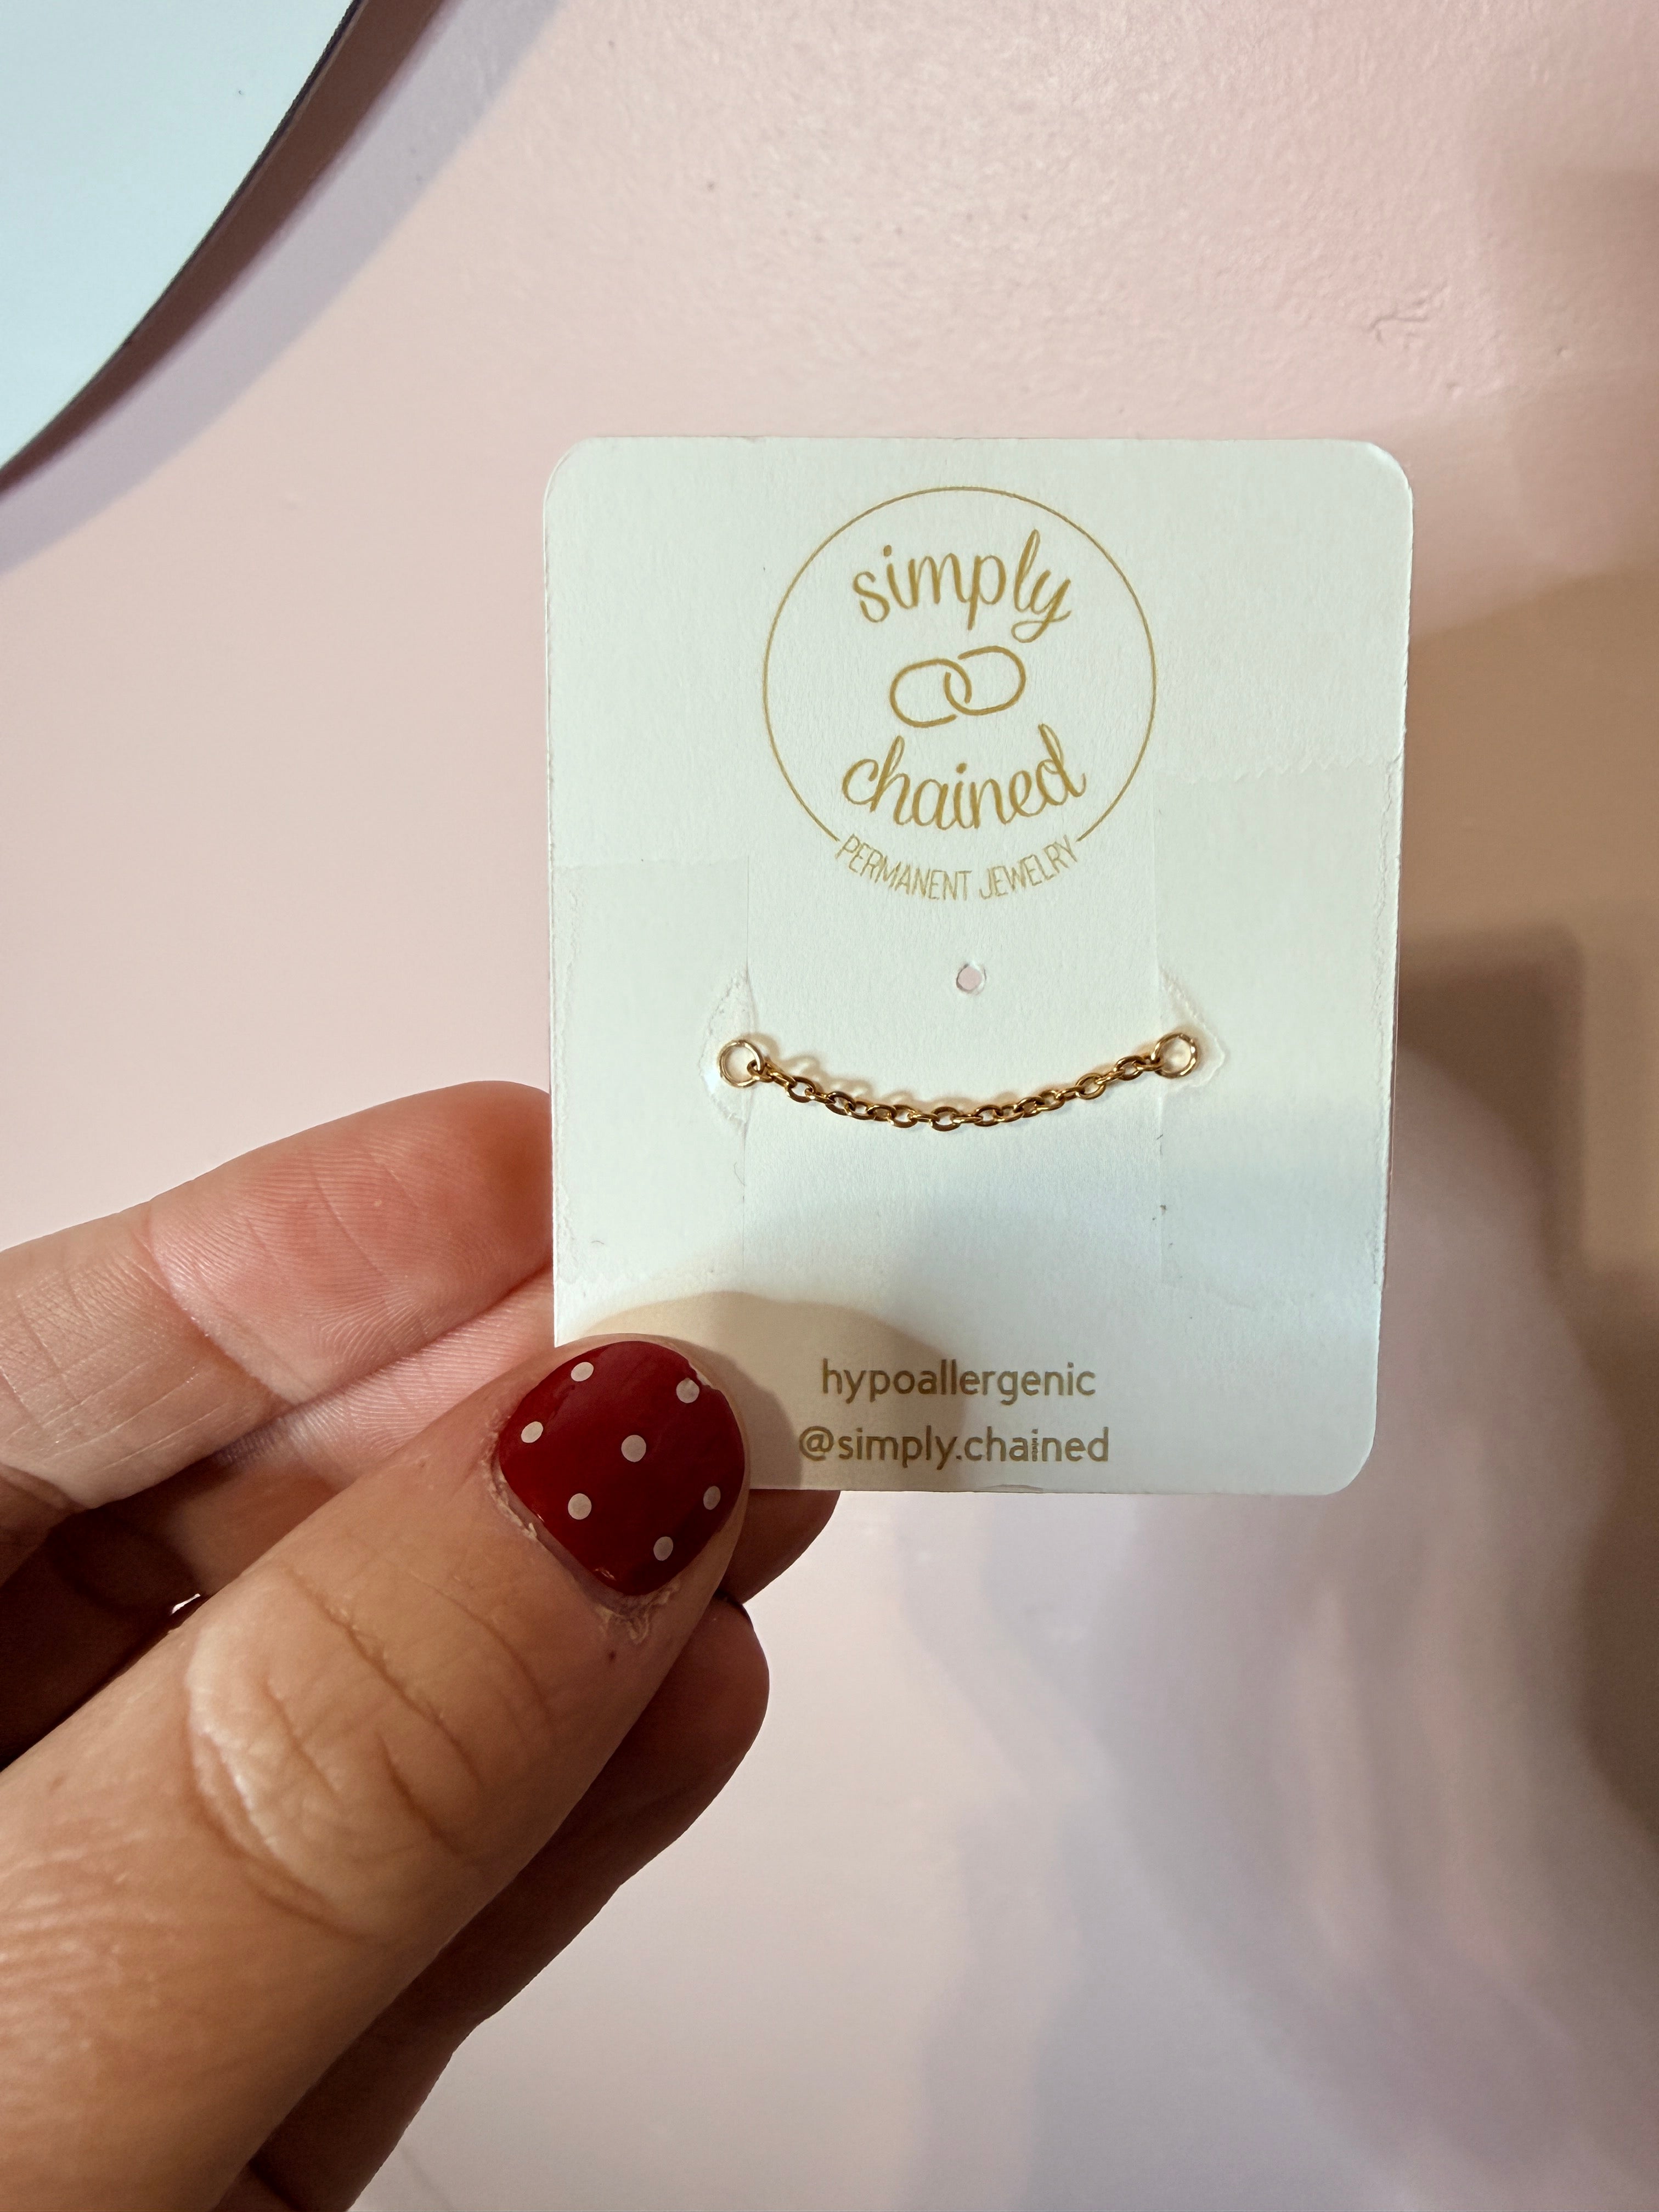 simply
chained
PERMANENT JEWELRY
hypoallergenic
@simply.chained